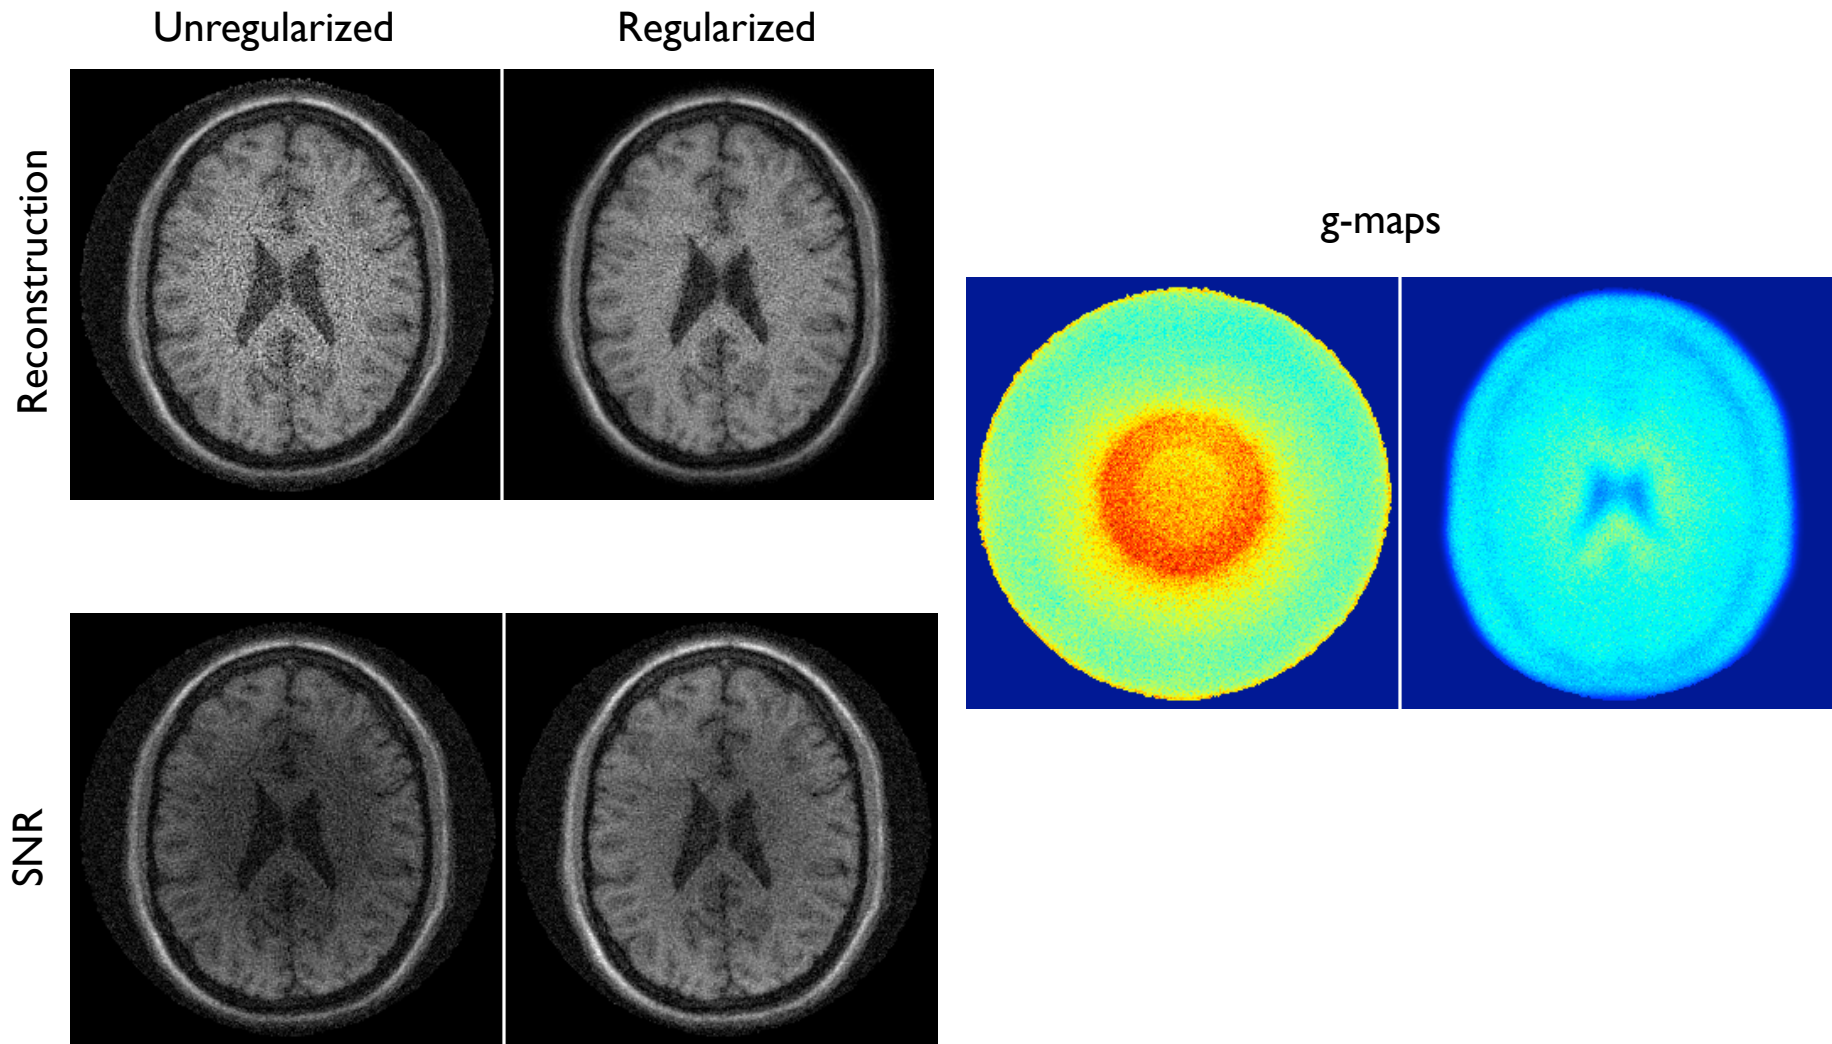 Unregularized
Regularized
Reconstruction
g-maps
SNR